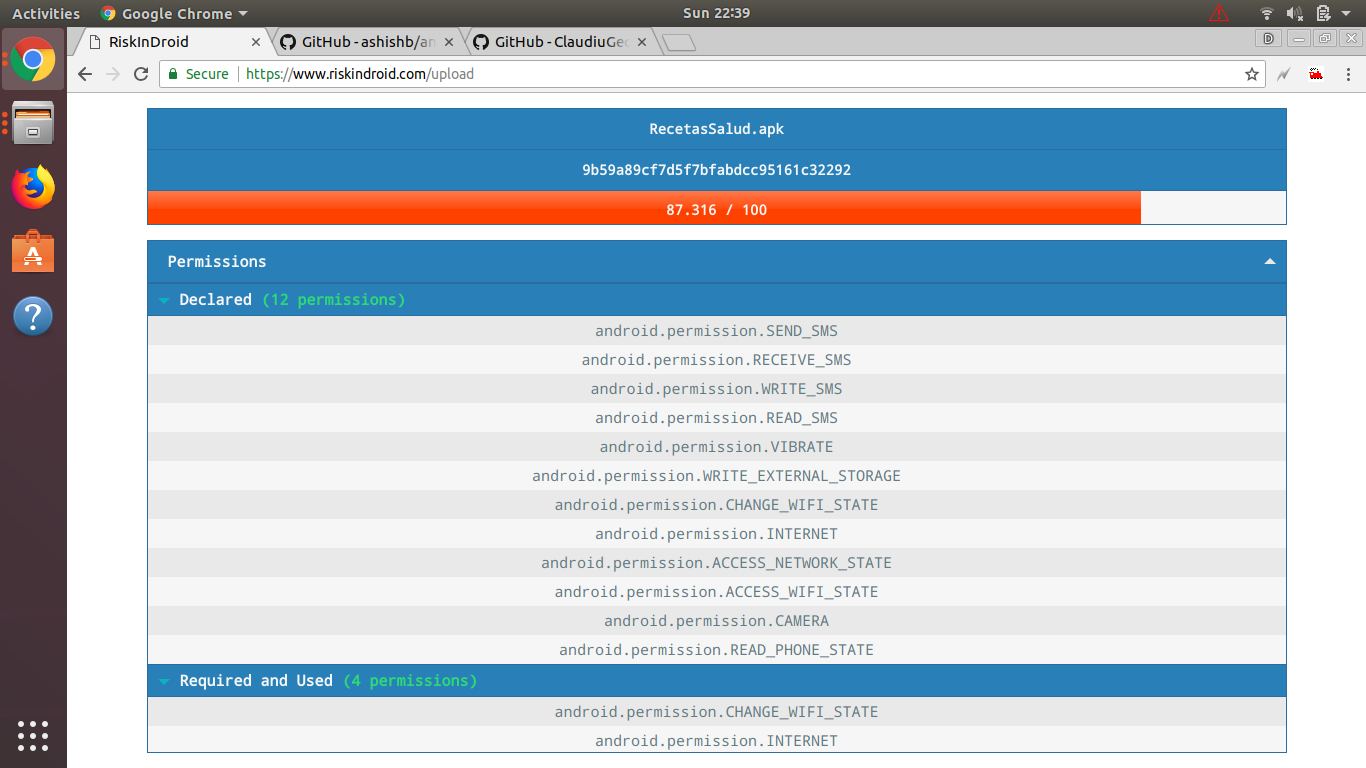 Activities Google Chrome Sun 22:39
RiskInDroid GitHub - ashishb/an GitHub - ClaudiuGeo D
Secure https://www.riskindroid.com/upload
RecetasSalud.apk
9b59a89cf7d5f7bfabdcc95161c32292
87.316 / 100
Permissions
Declared (12 permissions)
android.permission.SEND_SMS
android.permission.RECEIVE_SMS
android.permission.WRITE_SMS
android.permission.READ_SMS
android.permission.VIBRATE
android.permission.WRITE_EXTERNAL_STORAGE
android.permission.CHANGE_WIFI_STATE
android.permission.INTERNET
android.permission.ACCESS_NETWORK_STATE
android.permission.ACCESS_WIFI_STATE
android.permission.CAMERA
android.permission.READ_PHONE_STATE
Required and Used (4 permissions)
android.permission.CHANGE_WIFI_STATE
android.permission.INTERNET